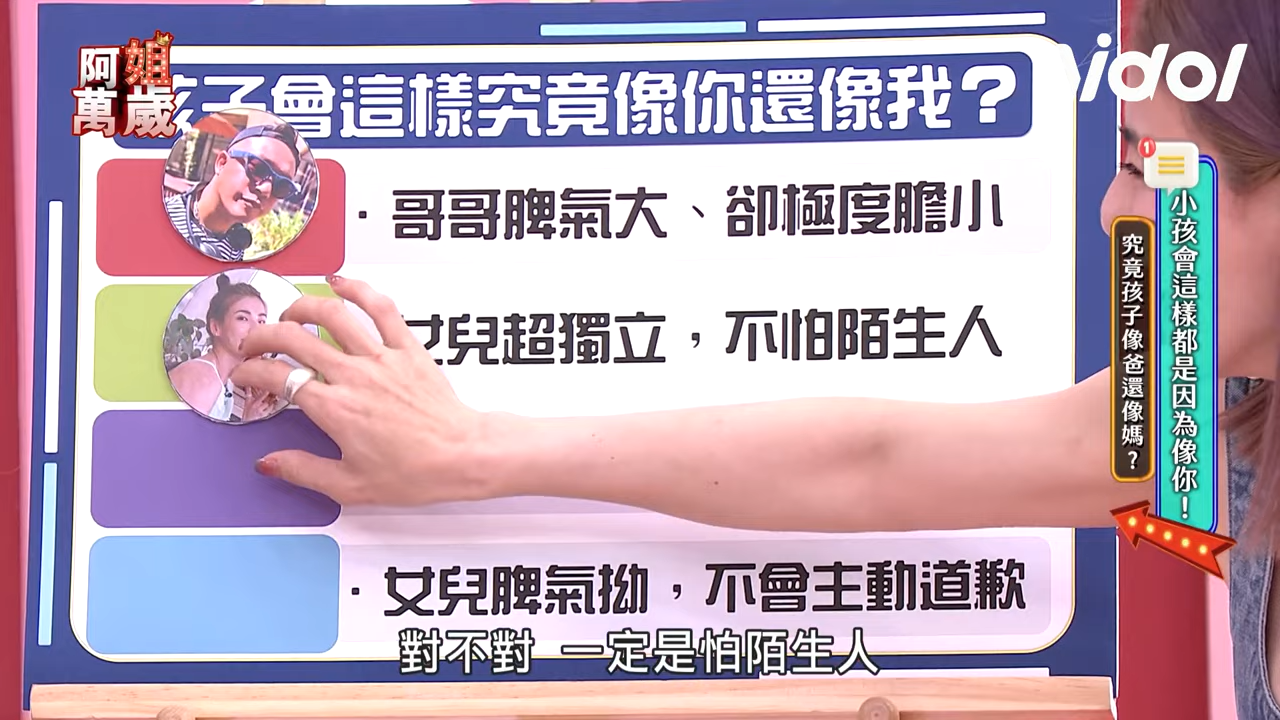 阿姐
萬歲
孩子會這樣究竟像你還像我？
idol
・哥哥脾氣大、卻極度膽小
女兒超獨立，不怕陌生人
・女兒脾氣拗，不會主動道歉
1
小孩會這樣都是因為像你！
究竟孩子像爸還像媽？
對不對 一定是怕陌生人